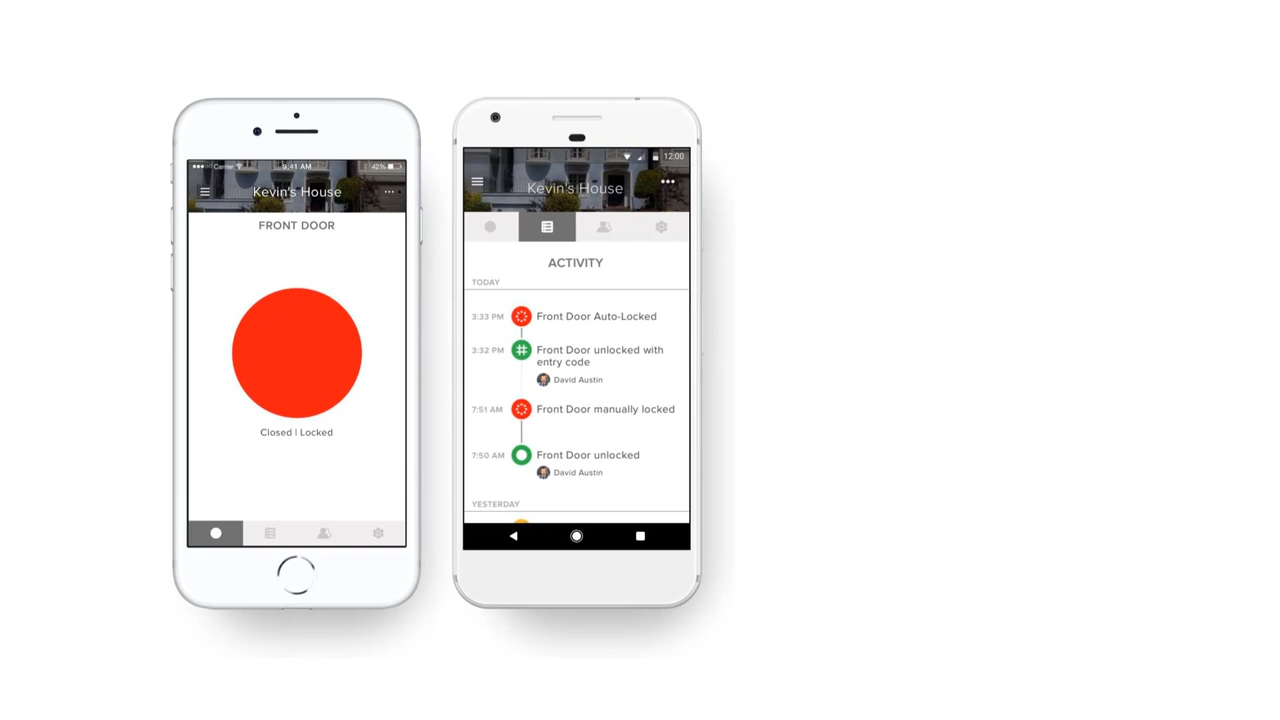 Carrier 9:41 AM 42%
Kevin's House
FRONT DOOR
Closed | Locked
12:00
Kevin's House
ACTIVITY
TODAY
3:33 PM Front Door Auto-Locked
3:32 PM Front Door unlocked with
entry code
David Austin
7:51 AM Front Door manually locked
7:50 AM Front Door unlocked
David Austin
YESTERDAY